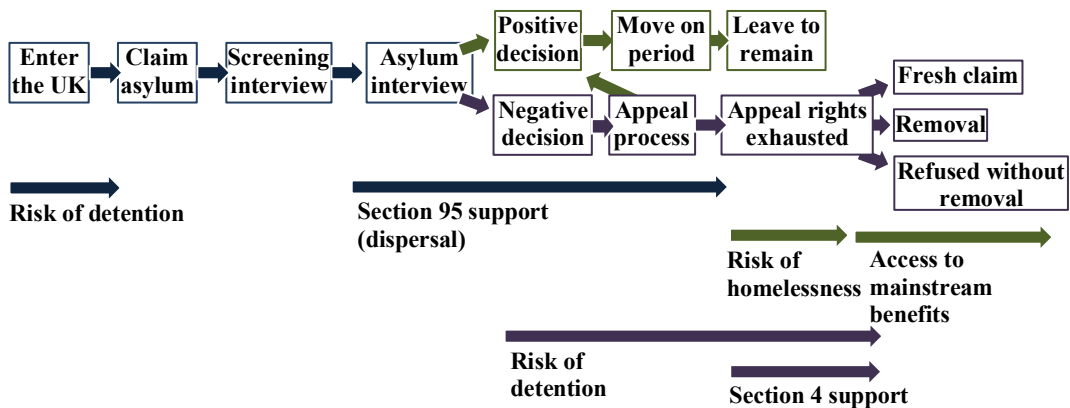 Enter
the UK
Claim
asylum
Screening
interview
Asylum
interview
Positive
decision
Move on
period
Leave to
remain
Negative
decision
Appeal
process
Appeal rights
exhausted
Fresh claim
Removal
Refused without
removal
Risk of detention
Section 95 support
(dispersal)
Risk of
homelessness
Access to
mainstream
benefits
Risk of
detention
Section 4 support